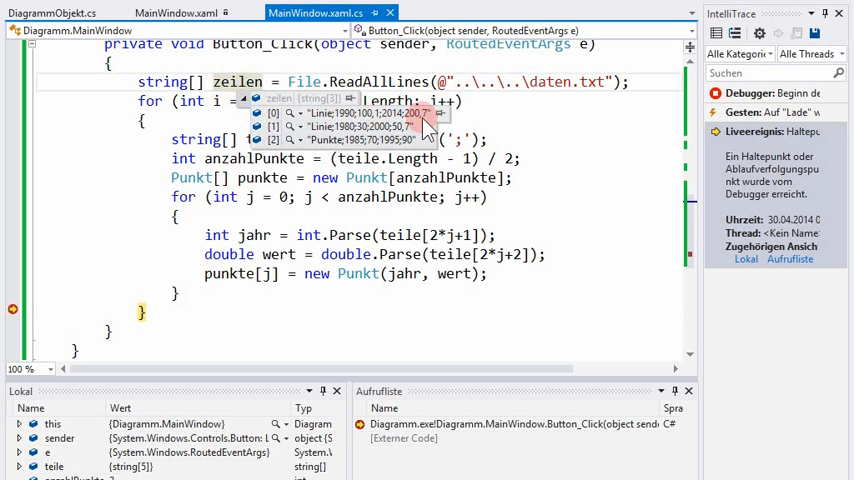 DiagrammObjekt.cs
MainWindow.xaml
MainWindow.xaml.cs
Diagramm.MainWindow
Button_Click(object sender, RoutedEventArgs e)
private void Button_Click(object sender, RoutedEventArgs e)
{
string[] zeilen = File.ReadAllLines(@"..\..\..\daten.txt");
for (int i = Length; i++)
zeilen {string[3]}
[0] "Linie;1990;100,1;2014;200,7"
{
[1] "Linie;1980;30;2000;50,7"
string[] t (';');
[2] "Punkte;1985;70;1995;90"
int anzahlPunkte = (teile.Length - 1) / 2;
Punkt[] punkte = new Punkt[anzahlPunkte];
for (int j = 0; j < anzahlPunkte; j++)
{
int jahr = int.Parse(teile[2*j+1]);
double wert = double.Parse(teile[2*j+2]);
punkte[j] = new Punkt(jahr, wert);
}
}
}
}
100 %
IntelliTrace
Alle Kategorie
Alle Threads
Suchen
Debugger: Beginn de
Gesten: Auf "Weiter
Liveereignis: Haltepu
Ein Haltepunkt oder
Ablaufverfolgungspu
nkt wurde vom
Debugger erreicht.
Uhrzeit: 30.04.2014 0
Thread: <Kein Name:
Zugehörigen Ansich
Lokal Aufrufliste
Lokal
Name Wert Typ
this {Diagramm.MainWindow} Diagram
sender {System.Windows.Controls.Button: L object {S
e {System.Windows.RoutedEventArgs} System.W
teile {string[5]} string[]
int
Aufrufliste
Name Spra
Diagramm.exe!Diagramm.MainWindow.Button_Click(object sende C#
[Externer Code]